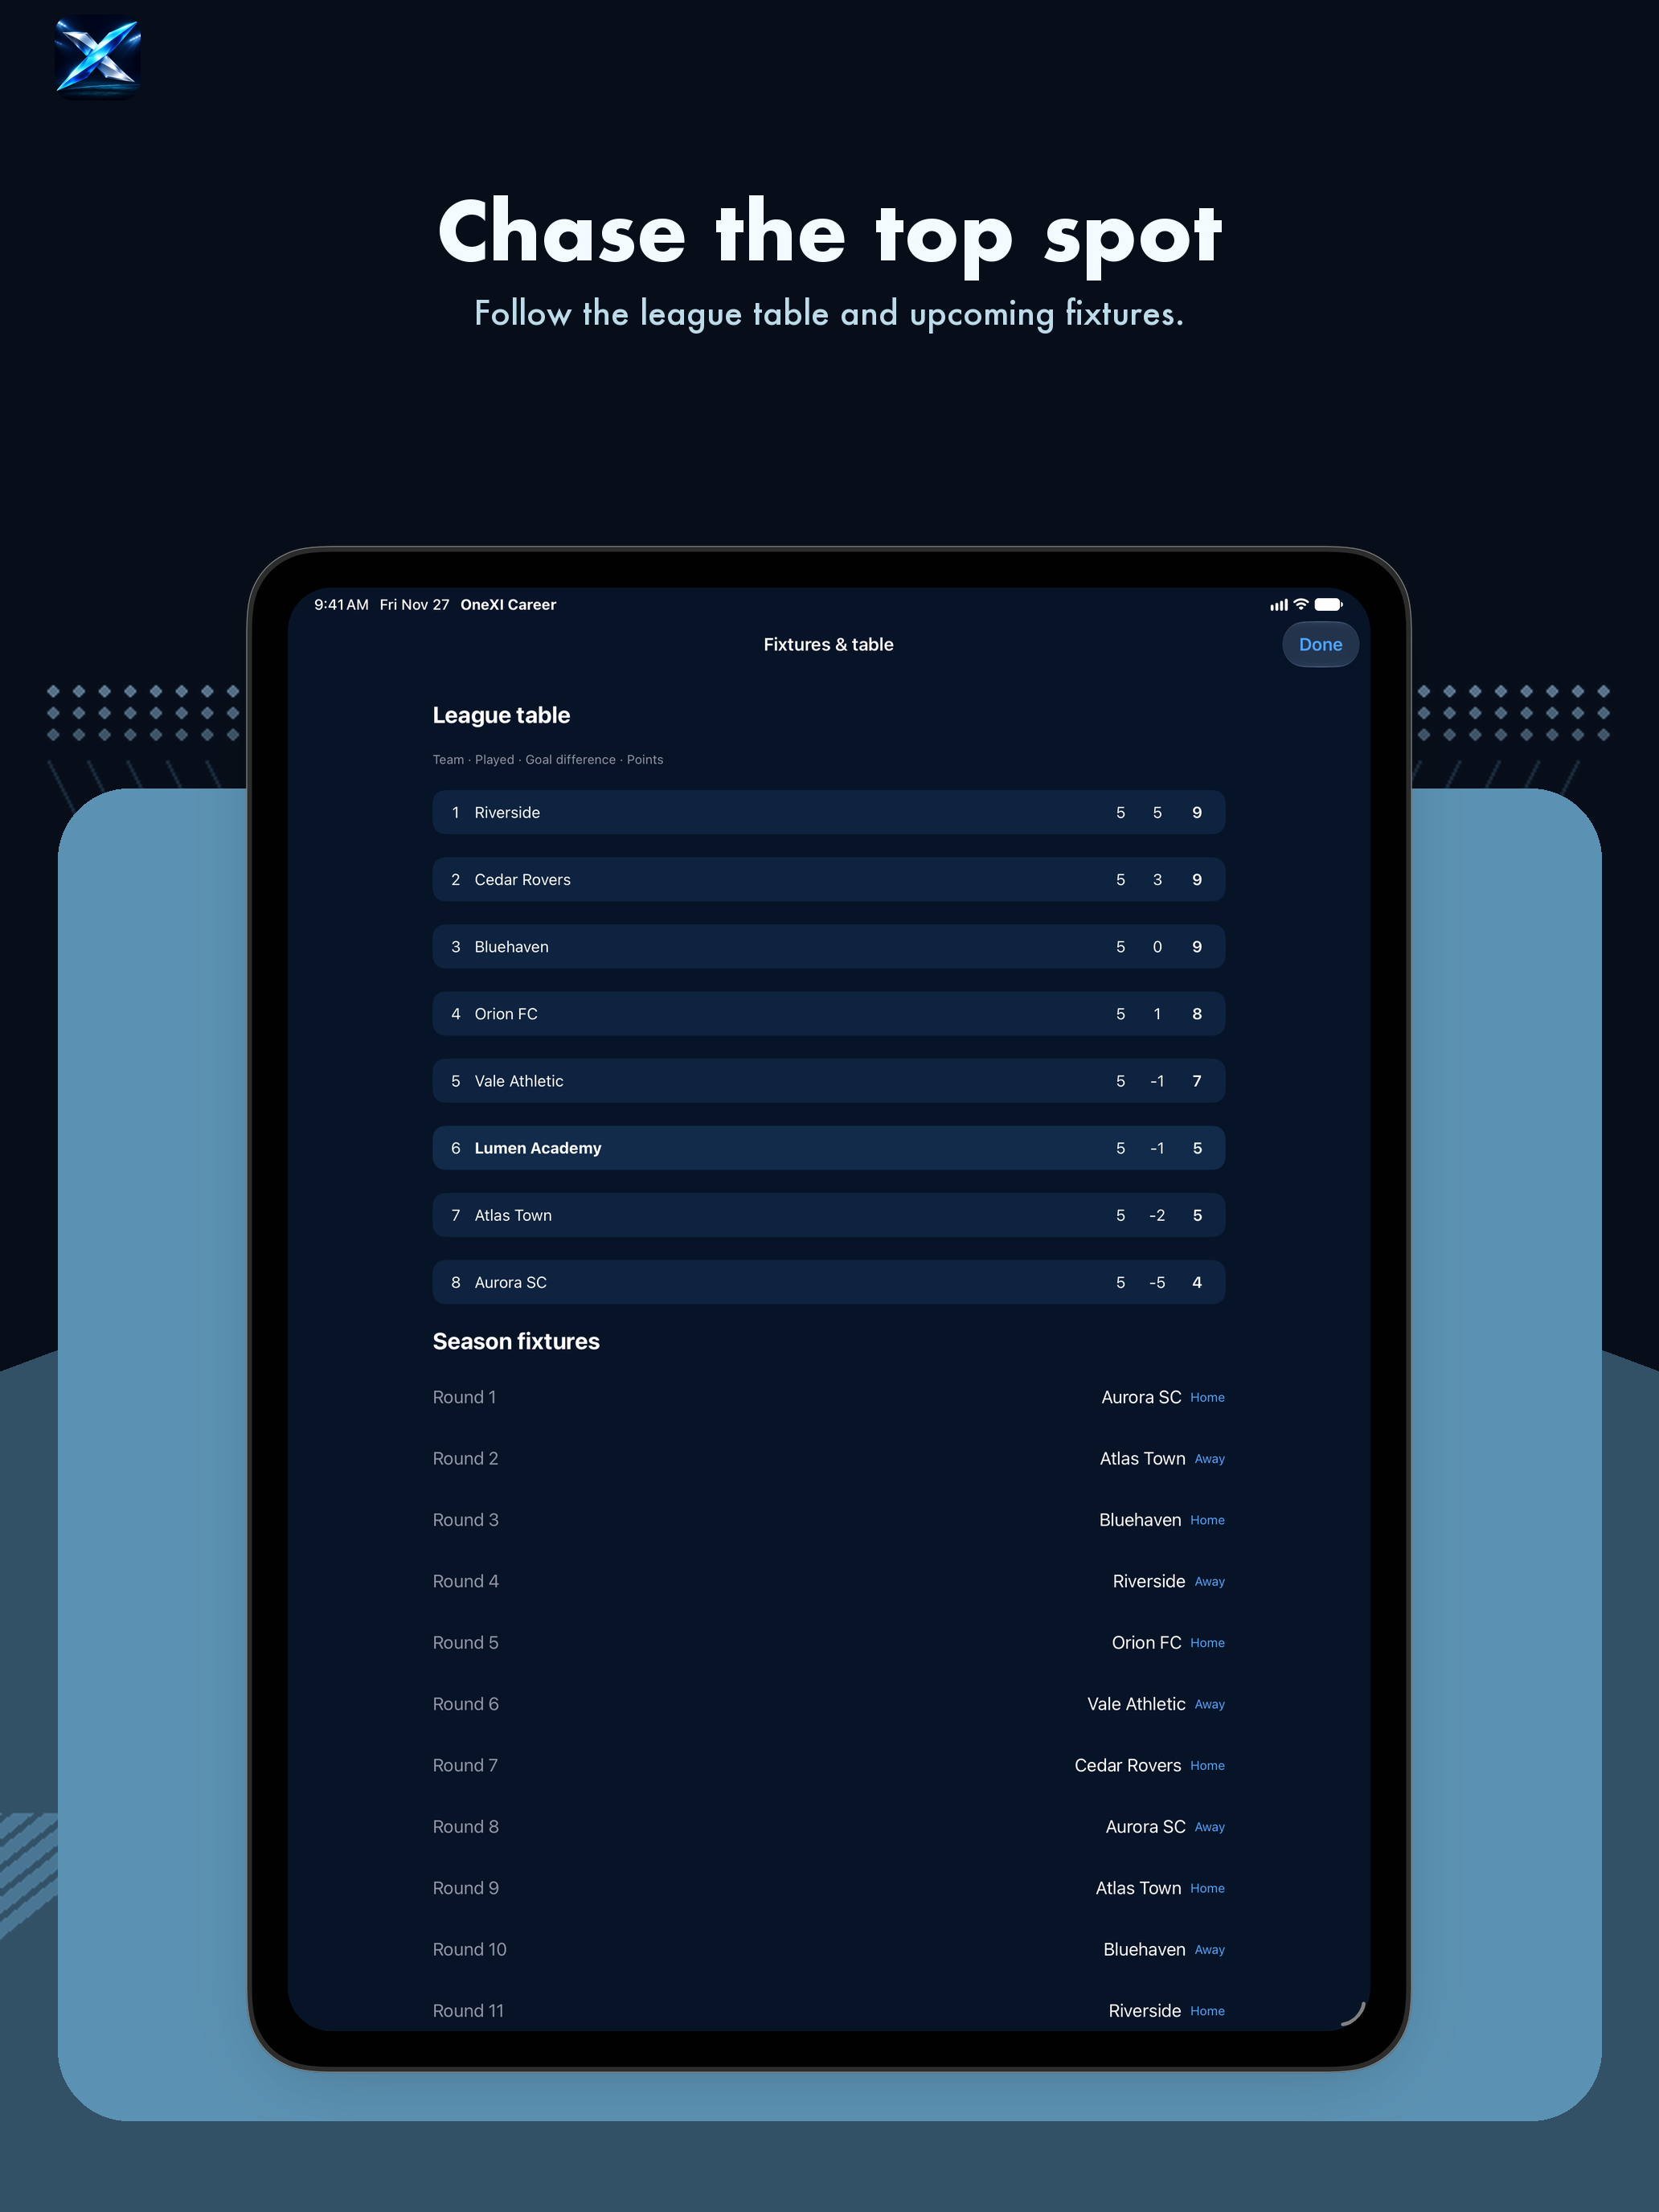 Chase the top spot
Follow the league table and upcoming fixtures.
9:41 AM Fri Nov 27 OneXI Career
Fixtures & table
Done
League table
Team · Played · Goal difference · Points
1 Riverside 5 5 9
2 Cedar Rovers 5 3 9
3 Bluehaven 5 0 9
4 Orion FC 5 1 8
5 Vale Athletic 5 -1 7
6 Lumen Academy 5 -1 5
7 Atlas Town 5 -2 5
8 Aurora SC 5 -5 4
Season fixtures
Round 1 Aurora SC Home
Round 2 Atlas Town Away
Round 3 Bluehaven Home
Round 4 Riverside Away
Round 5 Orion FC Home
Round 6 Vale Athletic Away
Round 7 Cedar Rovers Home
Round 8 Aurora SC Away
Round 9 Atlas Town Home
Round 10 Bluehaven Away
Round 11 Riverside Home